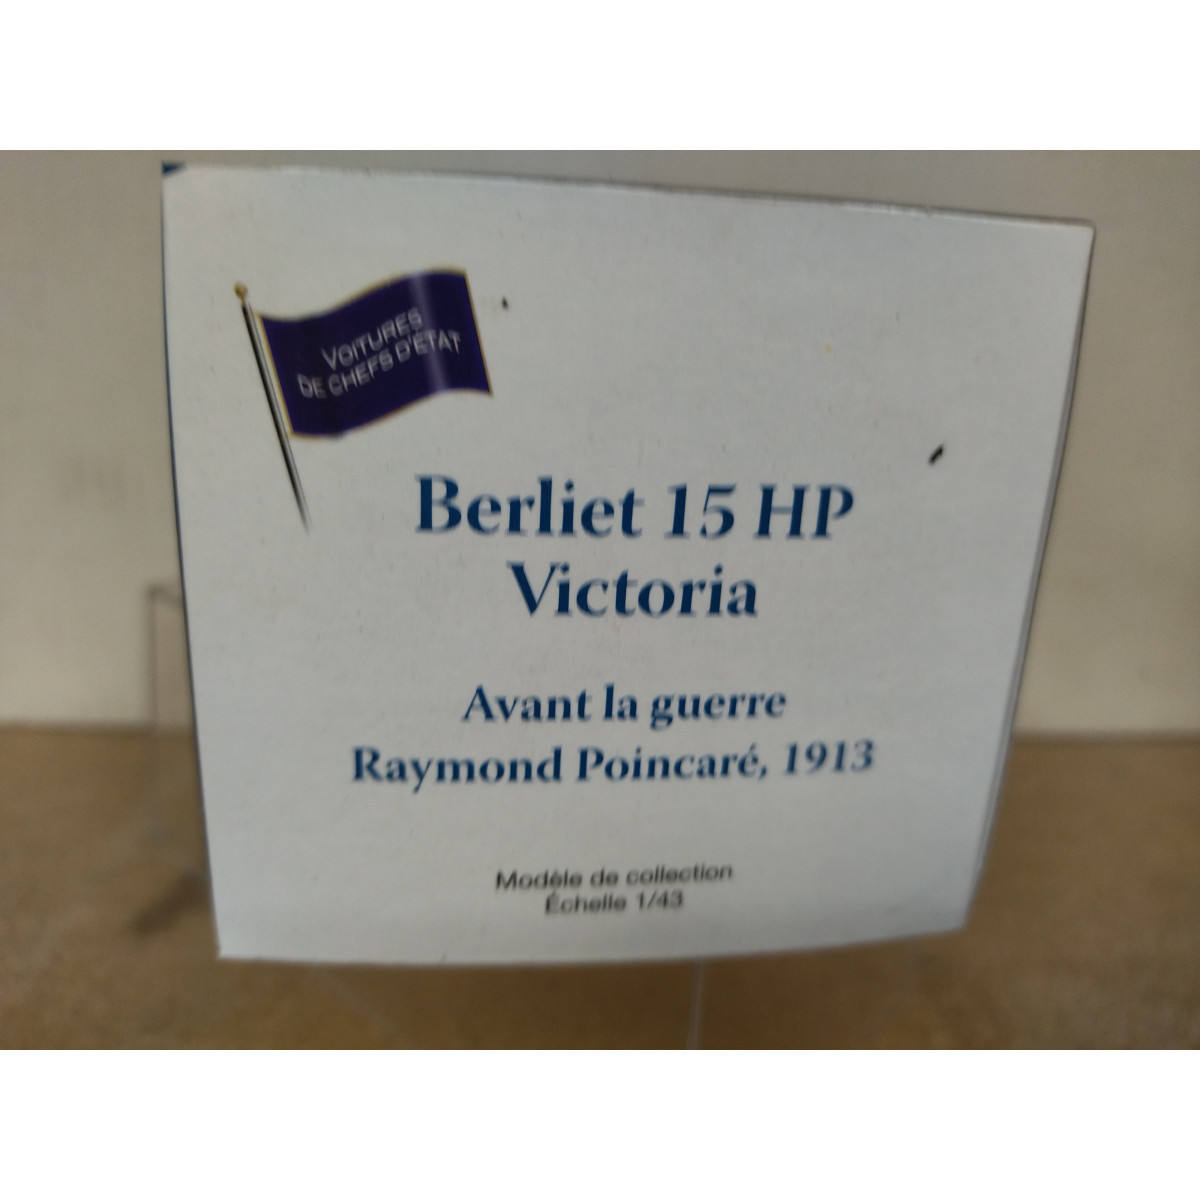 VOITURES
DE CHEFS D'ÉTAT
Berliet 15 HP
Victoria
Avant la guerre
Raymond Poincaré, 1913
Modèle de collection
Échelle 1/43